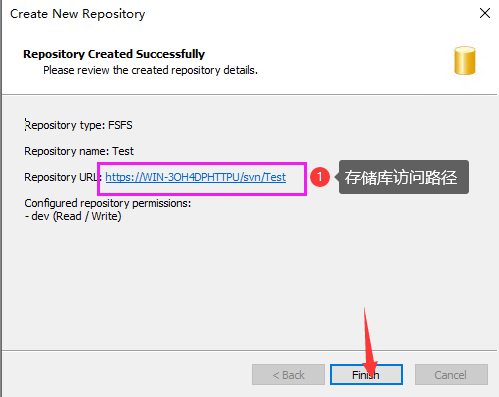 Create New Repository
Repository Created Successfully
Please review the created repository details.
Repository type: FSFS
Repository name: Test
Repository URL: https://WIN-3OH4DPHTTPU/svn/Test
1 存储库访问路径
Configured repository permissions:
- dev (Read / Write)
< Back
Finish
Cancel